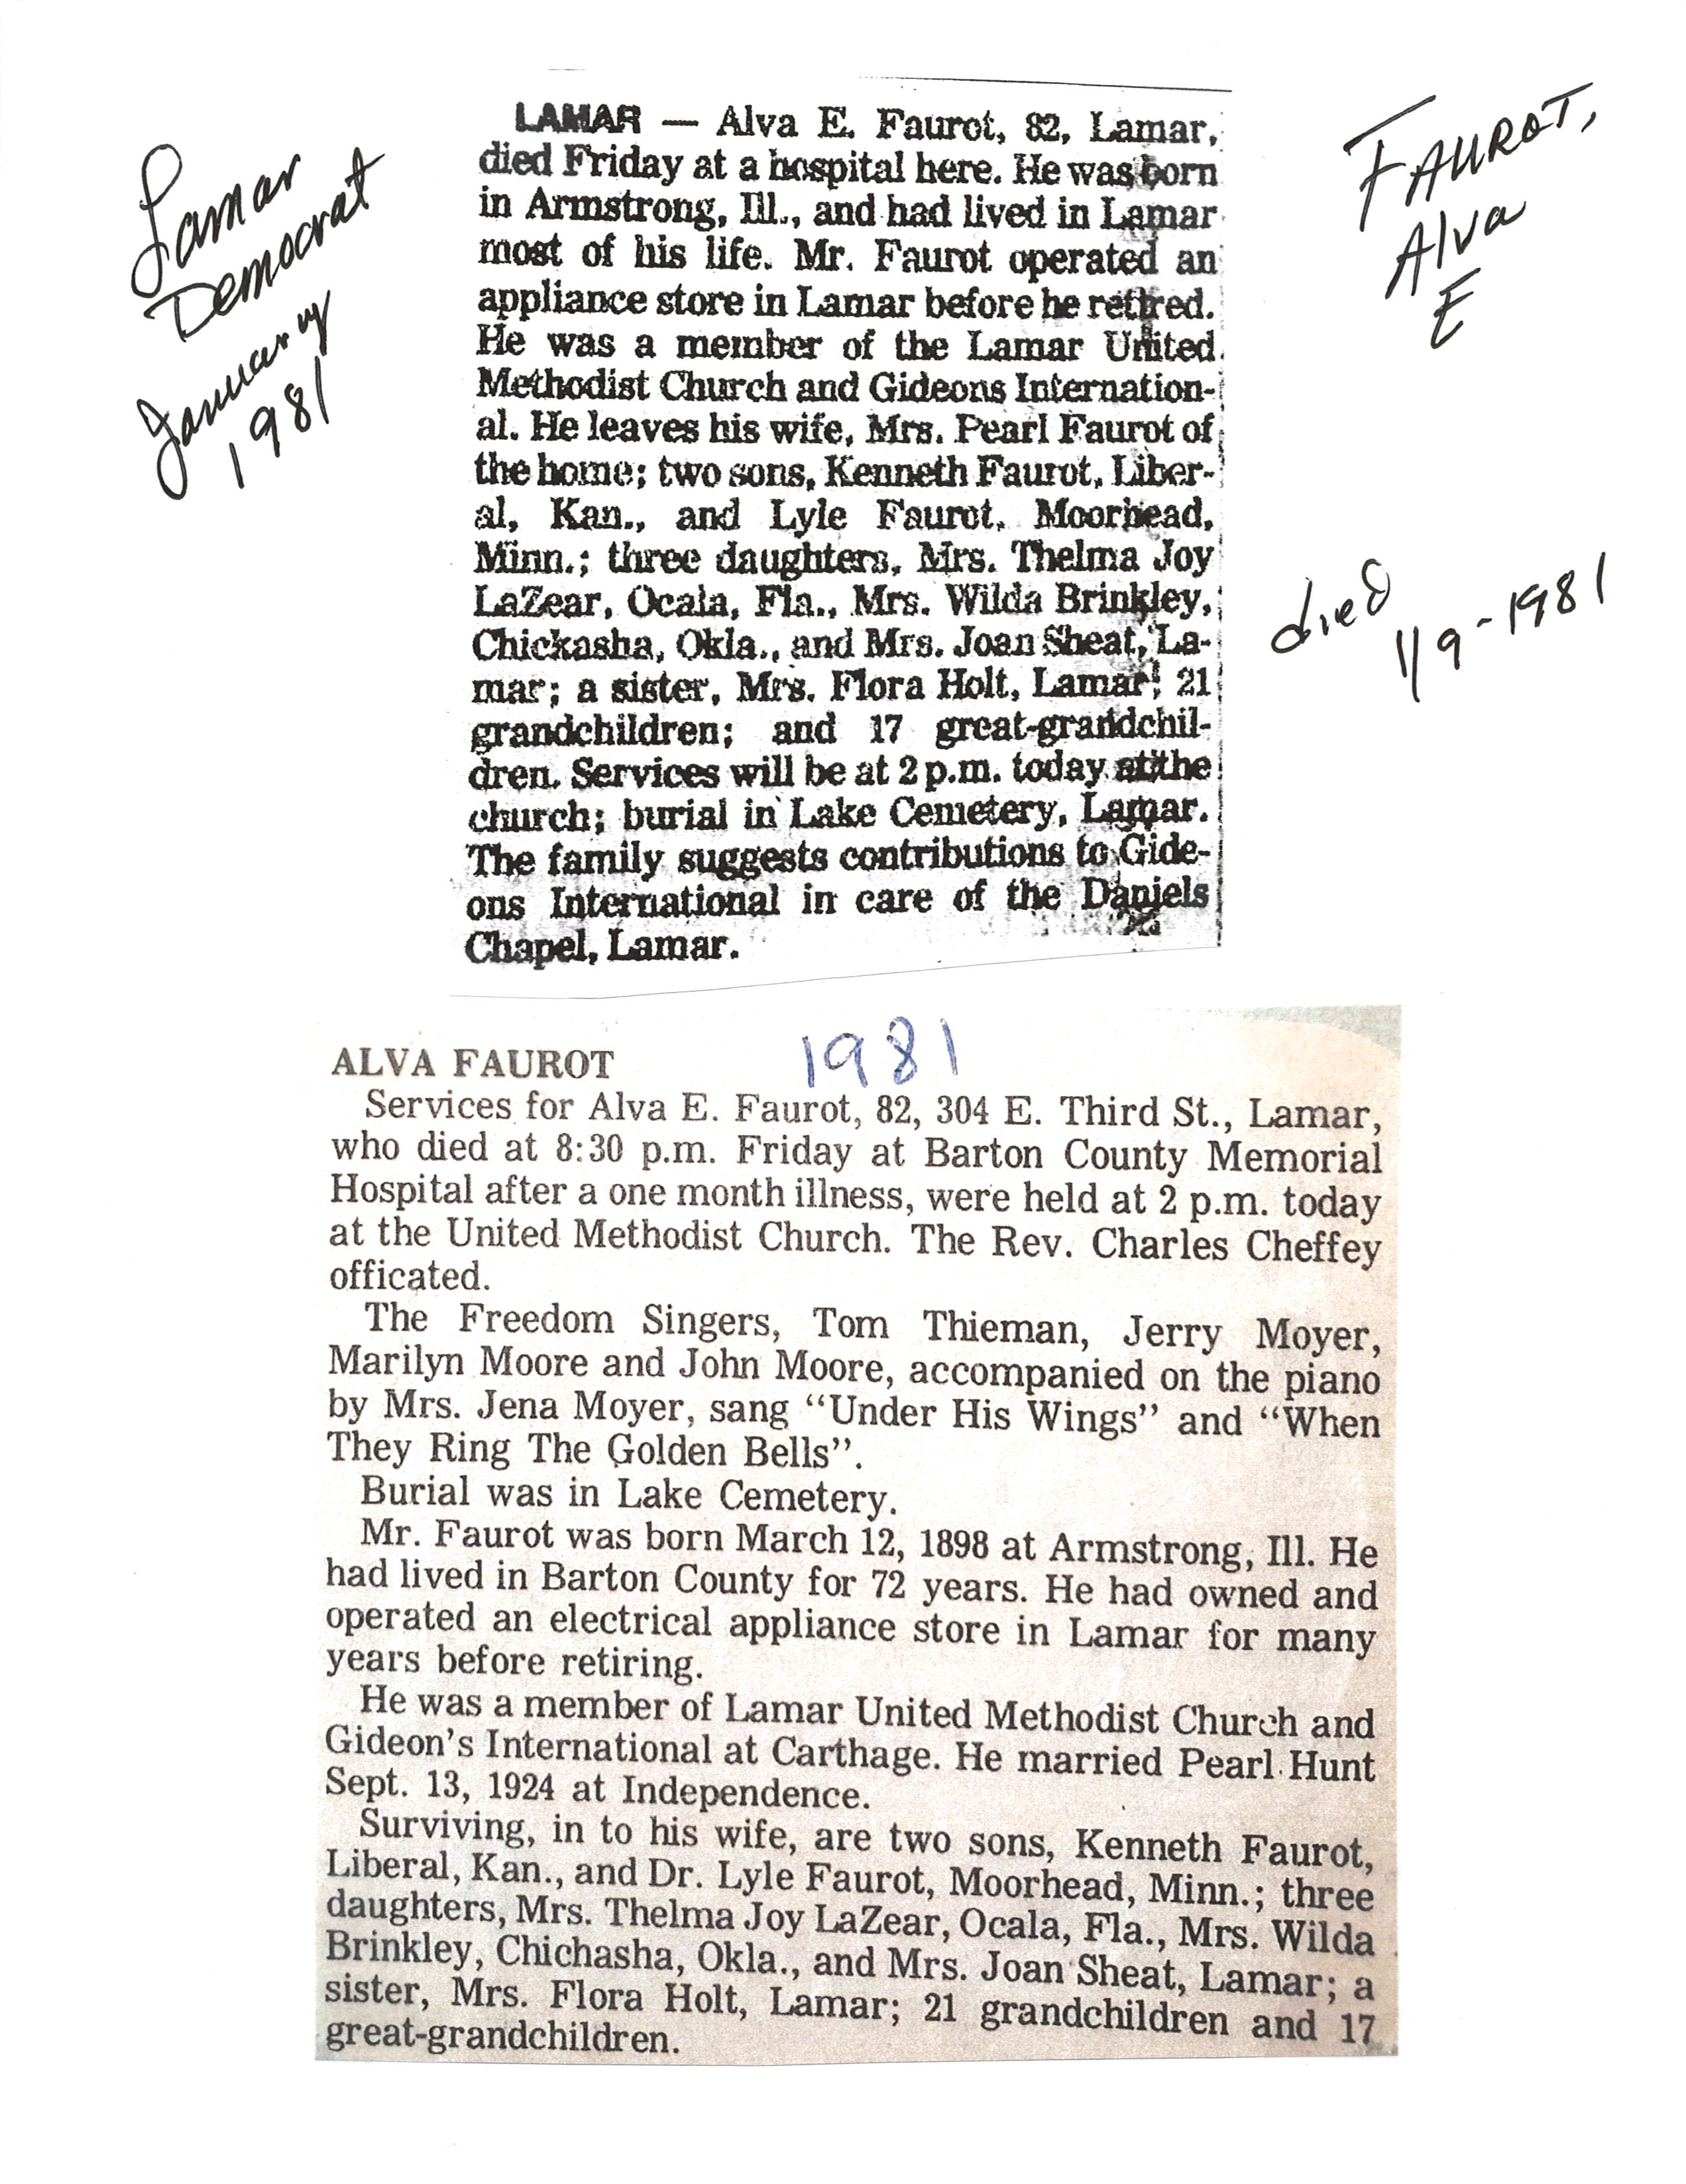 Lamar
Democrat
January
1981
FAUROT,
Alva
E
died
1/9-1981
LAMAR — Alva E. Faurot, 82, Lamar,
died Friday at a hospital here. He was born
in Armstrong, Ill., and had lived in Lamar
most of his life. Mr. Faurot operated an
appliance store in Lamar before he retired.
He was a member of the Lamar United
Methodist Church and Gideons Internation-
al. He leaves his wife, Mrs. Pearl Faurot of
the home; two sons, Kenneth Faurot, Liber-
al, Kan., and Lyle Faurot, Moorhead,
Minn.; three daughters, Mrs. Thelma Joy
LaZear, Ocala, Fla., Mrs. Wilda Brinkley,
Chickasha, Okla., and Mrs. Joan Sheat, La-
mar; a sister, Mrs. Flora Holt, Lamar; 21
grandchildren; and 17 great-grandchil-
dren. Services will be at 2 p.m. today at the
church; burial in Lake Cemetery, Lamar.
The family suggests contributions to Gide-
ons International in care of the Daniels
Chapel, Lamar.
1981
ALVA FAUROT
Services for Alva E. Faurot, 82, 304 E. Third St., Lamar,
who died at 8:30 p.m. Friday at Barton County Memorial
Hospital after a one month illness, were held at 2 p.m. today
at the United Methodist Church. The Rev. Charles Cheffey
officated.
The Freedom Singers, Tom Thieman, Jerry Moyer,
Marilyn Moore and John Moore, accompanied on the piano
by Mrs. Jena Moyer, sang "Under His Wings" and "When
They Ring The Golden Bells".
Burial was in Lake Cemetery.
Mr. Faurot was born March 12, 1898 at Armstrong, Ill. He
had lived in Barton County for 72 years. He had owned and
operated an electrical appliance store in Lamar for many
years before retiring.
He was a member of Lamar United Methodist Church and
Gideon's International at Carthage. He married Pearl Hunt
Sept. 13, 1924 at Independence.
Surviving, in to his wife, are two sons, Kenneth Faurot,
Liberal, Kan., and Dr. Lyle Faurot, Moorhead, Minn.; three
daughters, Mrs. Thelma Joy LaZear, Ocala, Fla., Mrs. Wilda
Brinkley, Chichasha, Okla., and Mrs. Joan Sheat, Lamar; a
sister, Mrs. Flora Holt, Lamar; 21 grandchildren and 17
great-grandchildren.